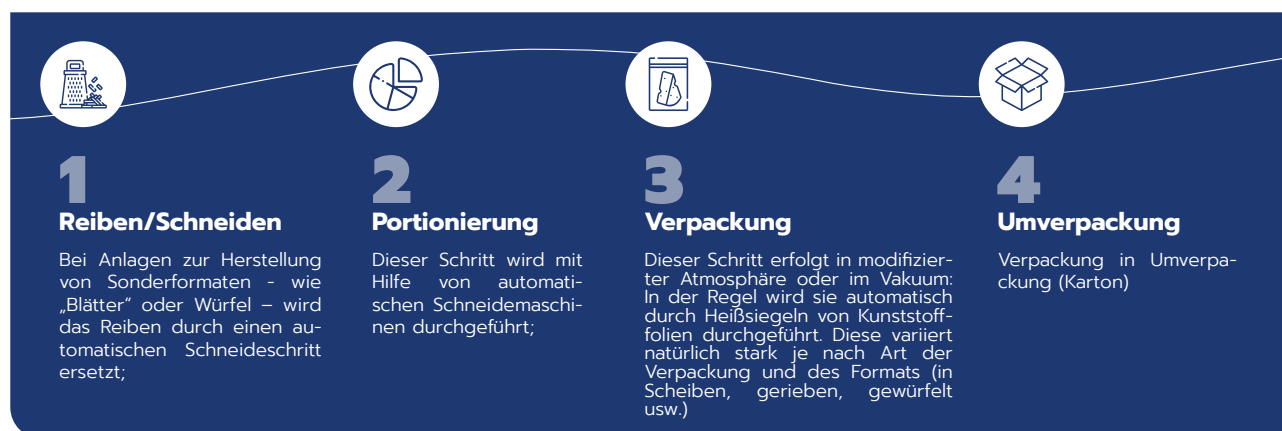 1
Reiben/Schneiden
Bei Anlagen zur Herstellung
von Sonderformaten - wie
„Blätter" oder Würfel – wird
das Reiben durch einen au-
tomatischen Schneideschritt
ersetzt;
2
Portionierung
Dieser Schritt wird mit
Hilfe von automati-
schen Schneidemaschi-
nen durchgeführt;
3
Verpackung
Dieser Schritt erfolgt in modifizier-
ter Atmosphäre oder im Vakuum:
In der Regel wird sie automatisch
durch Heißsiegeln von Kunststoff-
folien durchgeführt. Diese variiert
natürlich stark je nach Art der
Verpackung und des Formats (in
Scheiben, gerieben, gewürfelt
usw.)
4
Umverpackung
Verpackung in Umverpa-
ckung (Karton)